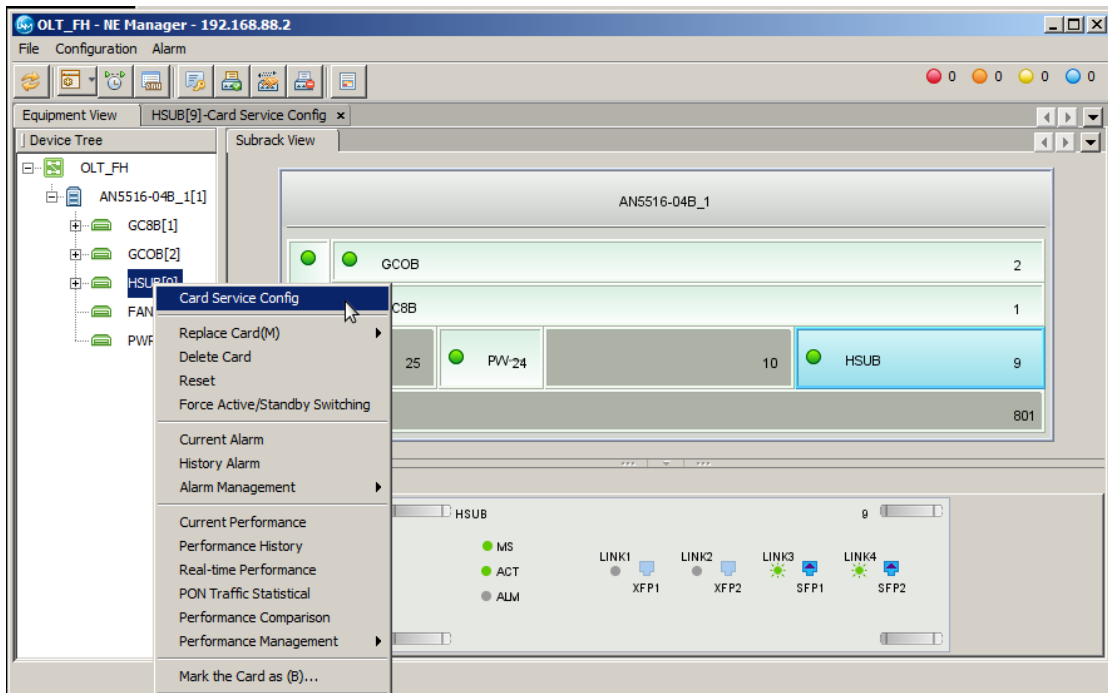 OLT_FH - NE Manager - 192.168.88.2
File Configuration Alarm
0 0 0 0
Equipment View HSUB[9]-Card Service Config
Device Tree Subrack View
OLT_FH
AN5516-04B_1[1]
GC8B[1]
GCOB[2]
HSUB[9]
FAN
PWR
Card Service Config
Replace Card(M)
Delete Card
Reset
Force Active/Standby Switching
Current Alarm
History Alarm
Alarm Management
Current Performance
Performance History
Real-time Performance
PON Traffic Statistical
Performance Comparison
Performance Management
Mark the Card as (B)...
AN5516-04B_1
GCOB 2
C8B 1
25 PW 24 10 HSUB 9
801
HSUB 9
MS
ACT
ALM
LINK1 LINK2 LINK3 LINK4
XFP1 XFP2 SFP1 SFP2